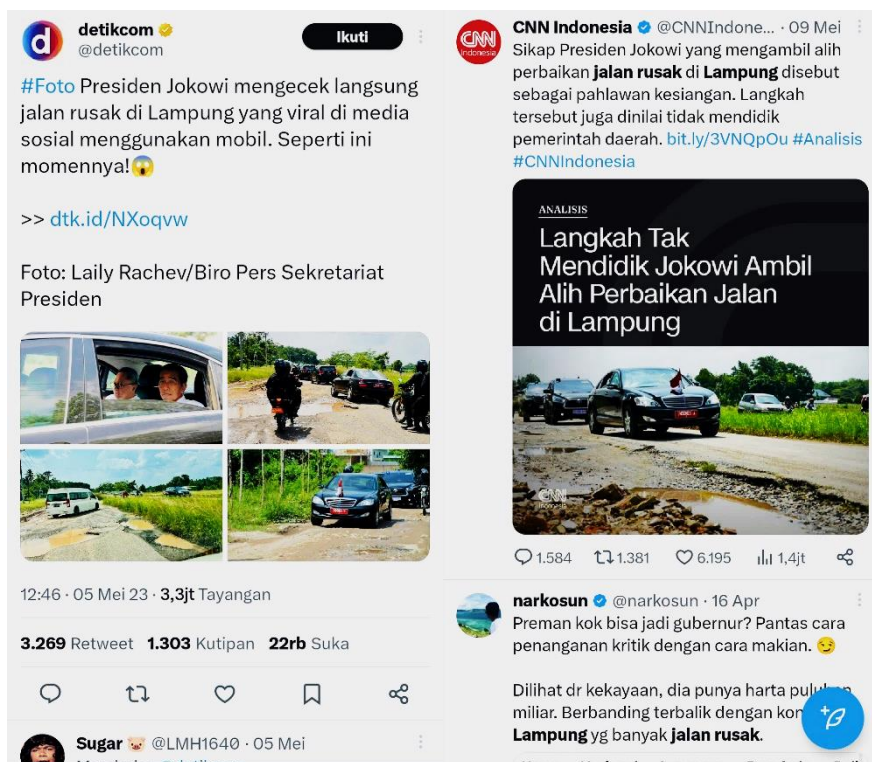 detikcom
@detikcom
Ikuti
#Foto Presiden Jokowi mengecek langsung
jalan rusak di Lampung yang viral di media
sosial menggunakan mobil. Seperti ini
momennya!😱
>> dtk.id/NXoqvw
Foto: Laily Rachev/Biro Pers Sekretariat
Presiden
12:46 · 05 Mei 23 · 3,3jt Tayangan
3.269 Retweet 1.303 Kutipan 22rb Suka
Sugar 🐷 @LMH1640 · 05 Mei
CNN Indonesia @CNNIndone... · 09 Mei
Sikap Presiden Jokowi yang mengambil alih
perbaikan jalan rusak di Lampung disebut
sebagai pahlawan kesiangan. Langkah
tersebut juga dinilai tidak mendidik
pemerintah daerah. bit.ly/3VNQpOu #Analisis
#CNNIndonesia
ANALISIS
Langkah Tak
Mendidik Jokowi Ambil
Alih Perbaikan Jalan
di Lampung
CNN
Indonesia
1.584 1.381 6.195 1,4jt
narkosun @narkosun · 16 Apr
Preman kok bisa jadi gubernur? Pantas cara
penanganan kritik dengan cara makian. 😏
Dilihat dr kekayaan, dia punya harta puluhan
miliar. Berbanding terbalik dengan
Lampung yg banyak jalan rusak.